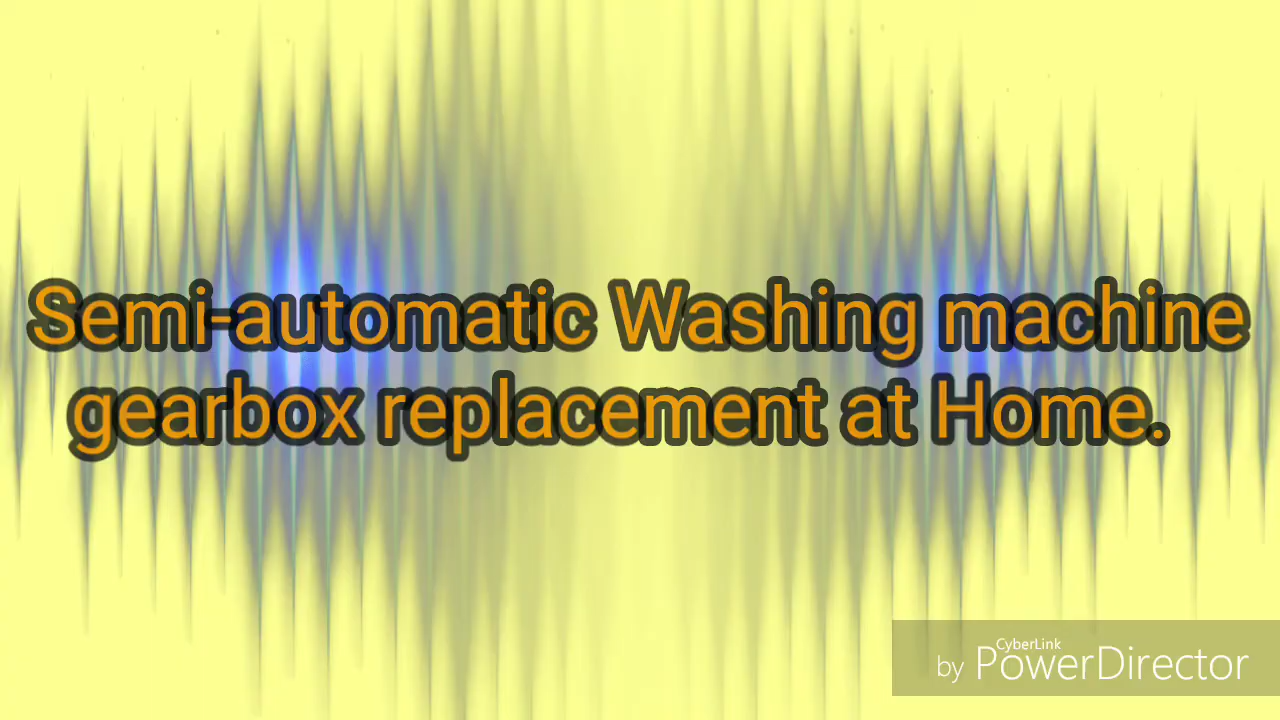 Semi-automatic Washing machine
gearbox replacement at Home.
CyberLink
by PowerDirector